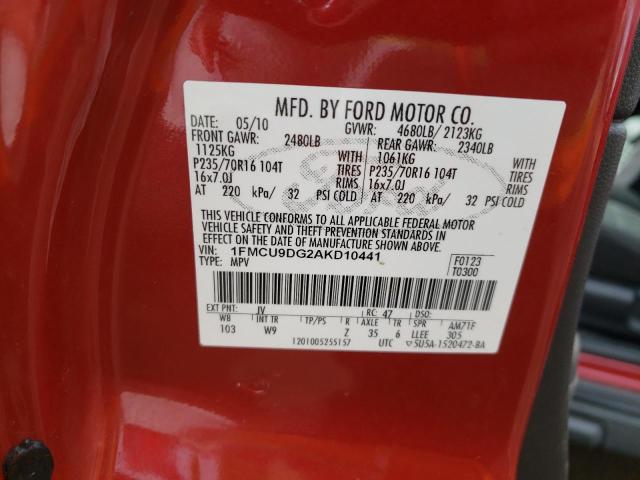 MFD. BY FORD MOTOR CO.
DATE: 05/10 GVWR: 4680LB/ 2123KG
FRONT GAWR: 2480LB REAR GAWR: 2340LB
1125KG WITH 1061KG WITH
P235/70R16 104T TIRES P235/70R16 104T TIRES
16x7.0J RIMS 16x7.0J RIMS
AT 220 kPa/ 32 PSI COLD AT 220 kPa/ 32 PSI COLD
Ford
THIS VEHICLE CONFORMS TO ALL APPLICABLE FEDERAL MOTOR
VEHICLE SAFETY AND THEFT PREVENTION STANDARDS IN
EFFECT ON THE DATE OF MANUFACTURE SHOWN ABOVE.
VIN: 1FMCU9DG2AKD10441 F0123
TYPE: MPV T0300
EXT PNT: JV RC: 47 DSO:
WB INT TR TP/PS R AXLE TR SPR AM71F
103 W9 Z 35 6 LLEE 305
1201005255157 UTC 5U5A-1520472-BA